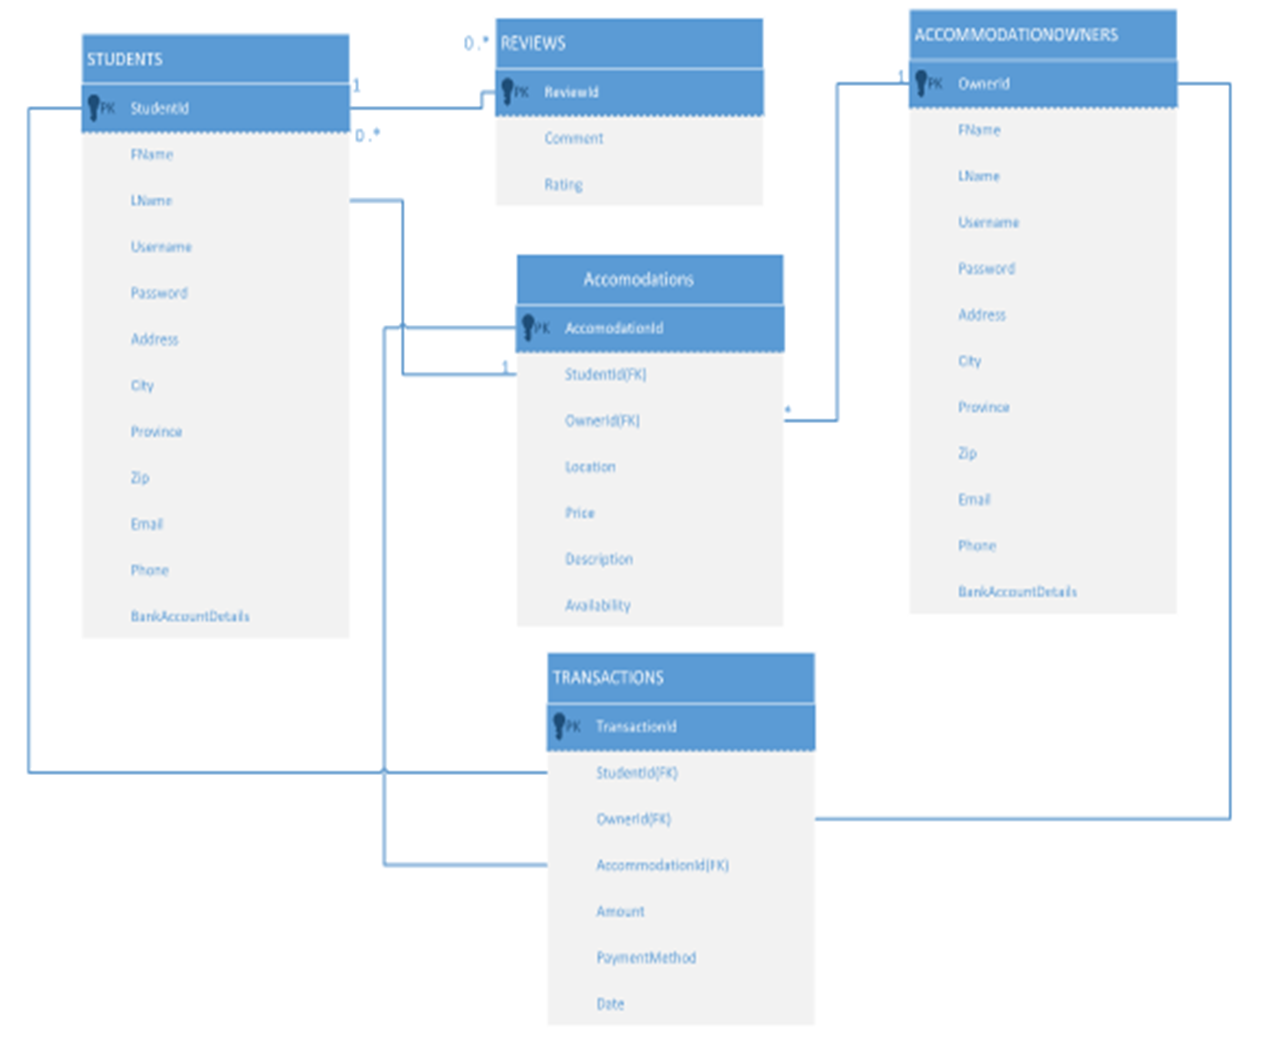 STUDENTS
PK StudentId
FName
LName
Username
Password
Address
City
Province
Zip
Email
Phone
BankAccountDetails
1
0..*
0..*
REVIEWS
PK ReviewId
Comment
Rating
Accomodations
PK AccomodationId
1
StudentId(FK)
OwnerId(FK)
*
Location
Price
Description
Availability
1
ACCOMMODATIONOWNERS
PK OwnerId
FName
LName
Username
Password
Address
City
Province
Zip
Email
Phone
BankAccountDetails
TRANSACTIONS
PK TransactionId
StudentId(FK)
OwnerId(FK)
AccommodationId(FK)
Amount
PaymentMethod
Date